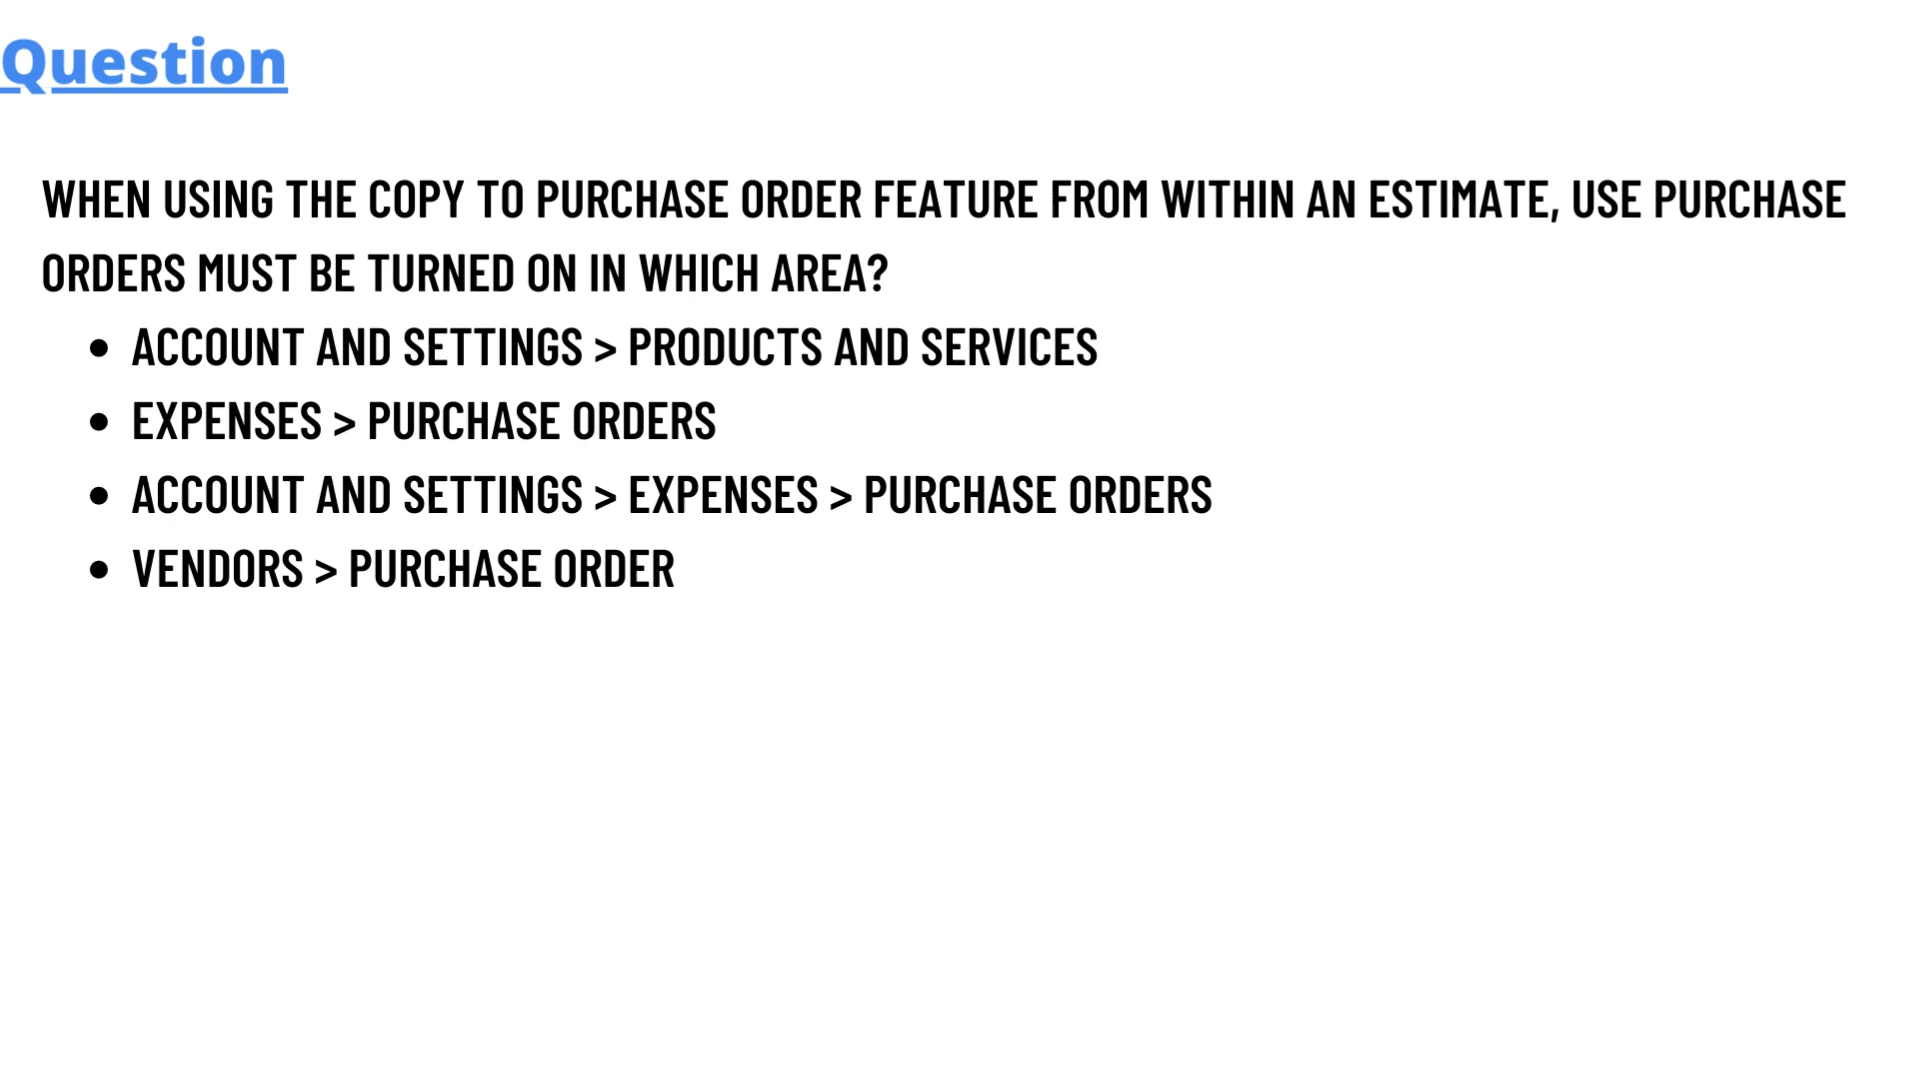 Question
WHEN USING THE COPY TO PURCHASE ORDER FEATURE FROM WITHIN AN ESTIMATE, USE PURCHASE
ORDERS MUST BE TURNED ON IN WHICH AREA?
• ACCOUNT AND SETTINGS > PRODUCTS AND SERVICES
• EXPENSES > PURCHASE ORDERS
• ACCOUNT AND SETTINGS > EXPENSES > PURCHASE ORDERS
• VENDORS > PURCHASE ORDER